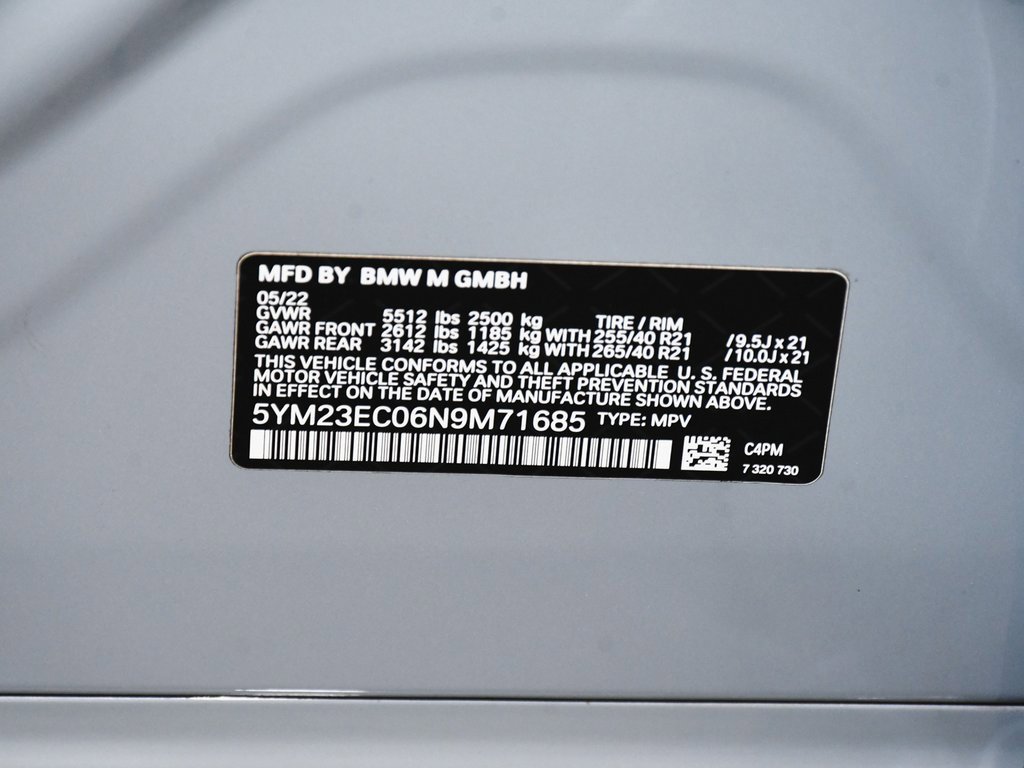 MFD BY BMW M GMBH
05/22
GVWR 5512 lbs 2500 kg TIRE / RIM
GAWR FRONT 2612 lbs 1185 kg WITH 255/40 R21 /9.5J x 21
GAWR REAR 3142 lbs 1425 kg WITH 265/40 R21 /10.0J x 21
THIS VEHICLE CONFORMS TO ALL APPLICABLE U. S. FEDERAL
MOTOR VEHICLE SAFETY AND THEFT PREVENTION STANDARDS
IN EFFECT ON THE DATE OF MANUFACTURE SHOWN ABOVE.
5YM23EC06N9M71685 TYPE: MPV
C4PM
7 320 730